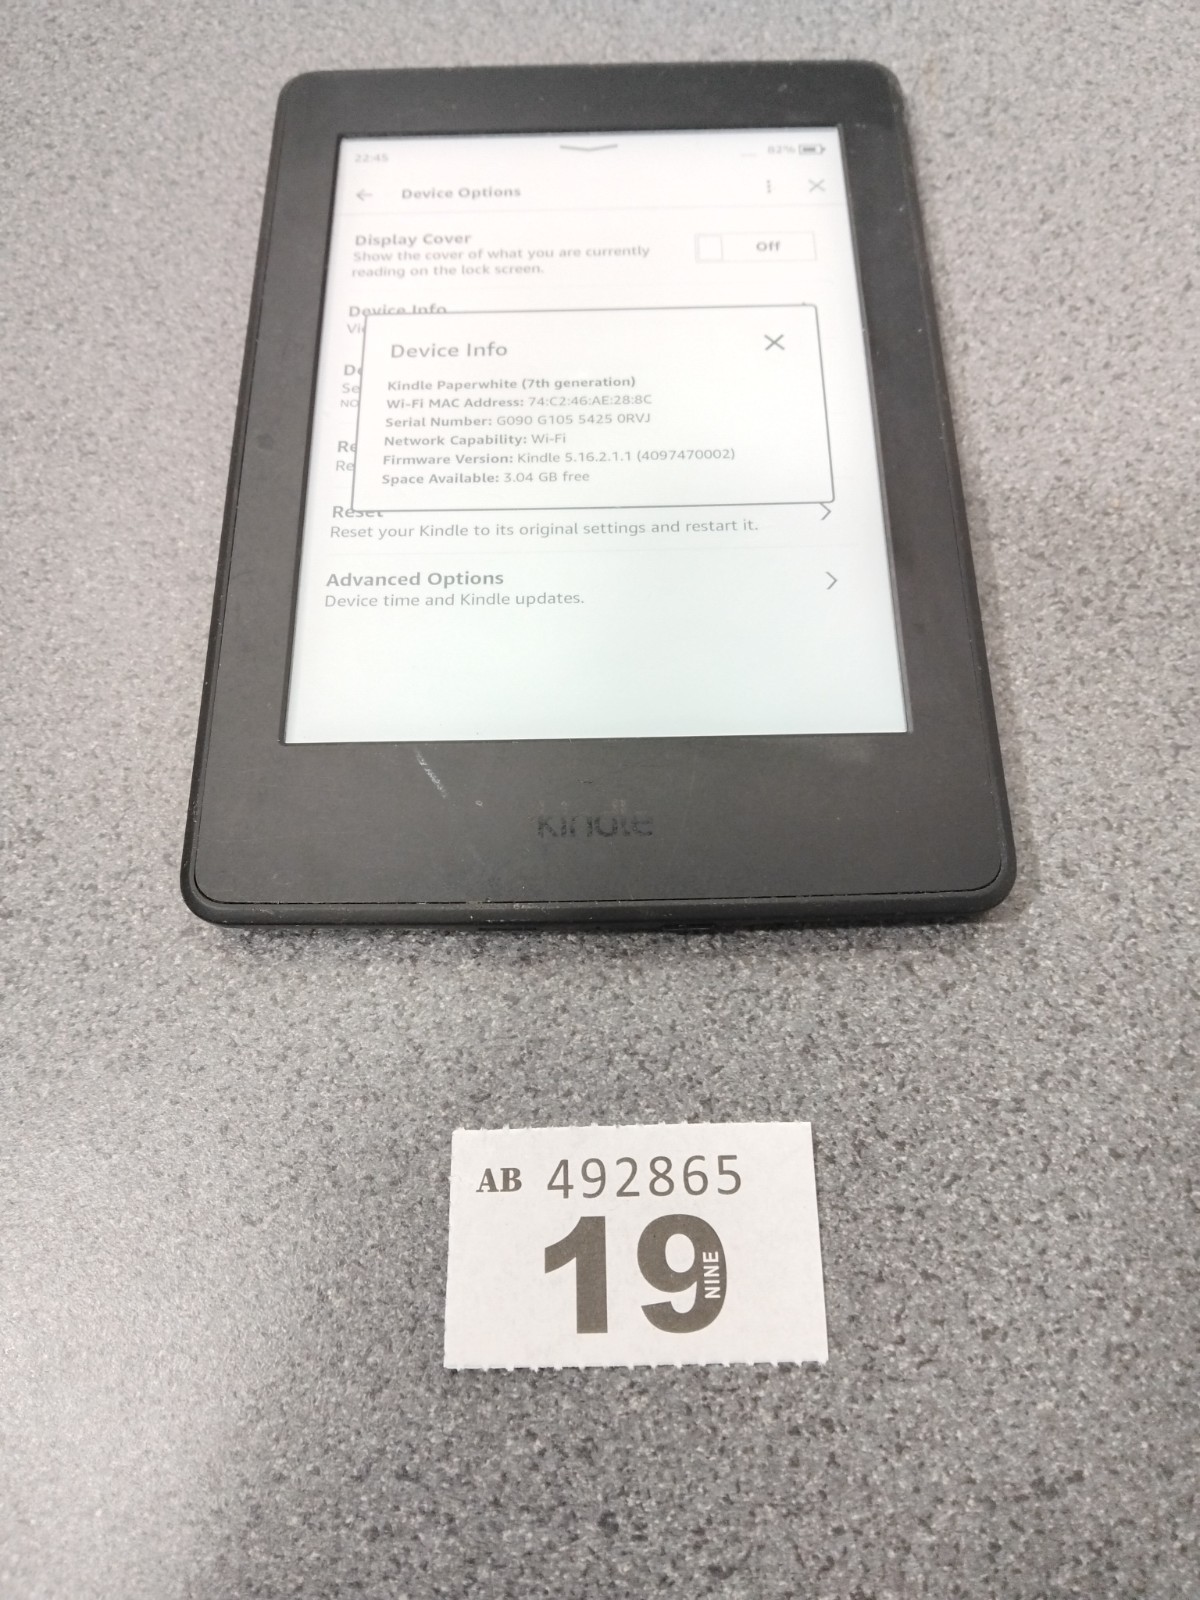 22:45 82%
Device Options
Display Cover
Off
Show the cover of what you are currently
reading on the lock screen.
Device Info
Device Info
Kindle Paperwhite (7th generation)
Wi-Fi MAC Address: 74:C2:46:AE:28:8C
Serial Number: G090 G105 5425 0RVJ
Network Capability: Wi-Fi
Firmware Version: Kindle 5.16.2.1.1 (4097470002)
Space Available: 3.04 GB free
Reset
Reset your Kindle to its original settings and restart it.
Advanced Options
Device time and Kindle updates.
kindle
AB 492865
19
NINE